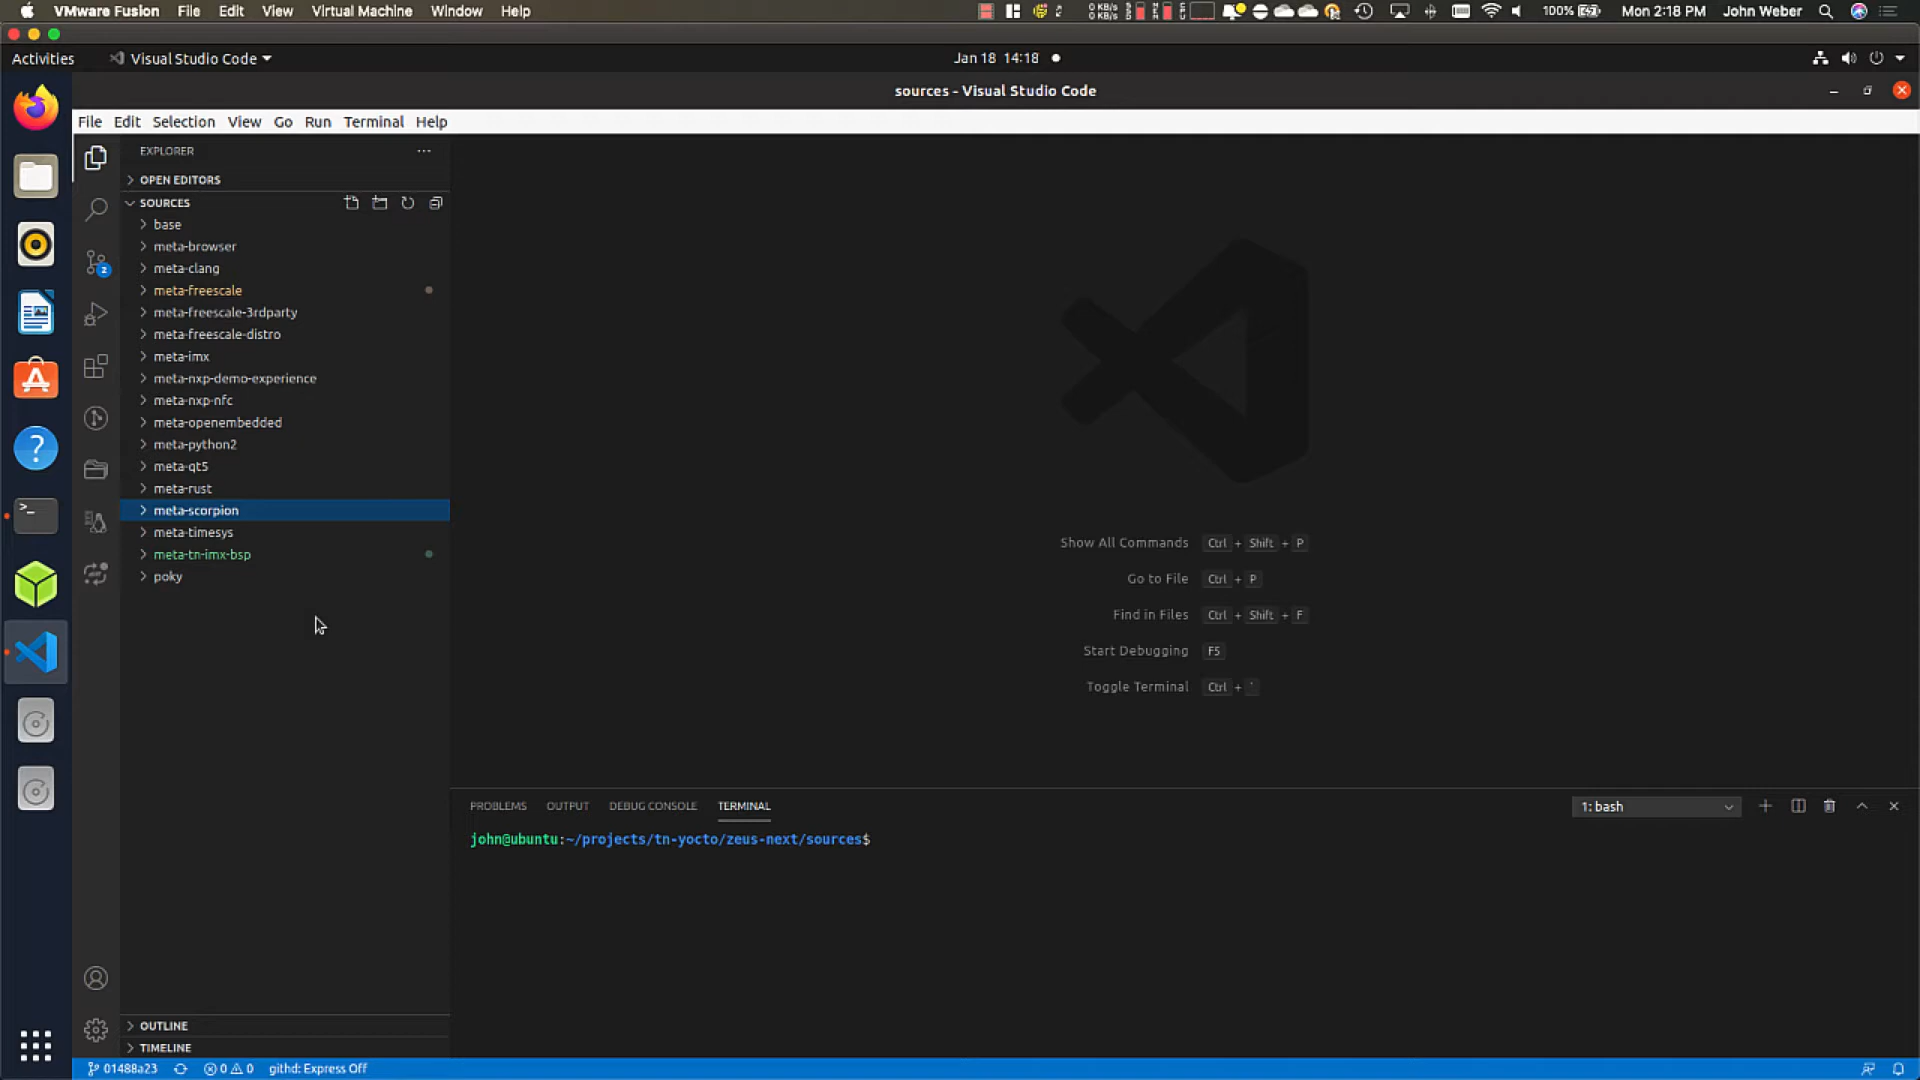 VMware Fusion File Edit View Virtual Machine Window Help
0 KB/s
0 KB/s
100% Mon 2:18 PM John Weber
Activities Visual Studio Code Jan 18 14:18
sources - Visual Studio Code
File Edit Selection View Go Run Terminal Help
EXPLORER
OPEN EDITORS
SOURCES
base
meta-browser
meta-clang
meta-freescale
meta-freescale-3rdparty
meta-freescale-distro
meta-imx
meta-nxp-demo-experience
meta-nxp-nfc
meta-openembedded
meta-python2
meta-qt5
meta-rust
meta-scorpion
meta-timesys
meta-tn-imx-bsp
poky
2
Show All Commands Ctrl + Shift + P
Go to File Ctrl + P
Find in Files Ctrl + Shift + F
Start Debugging F5
Toggle Terminal Ctrl + `
PROBLEMS OUTPUT DEBUG CONSOLE TERMINAL 1: bash
john@ubuntu:~/projects/tn-yocto/zeus-next/sources$
OUTLINE
TIMELINE
01488a23 0 0 githd: Express Off